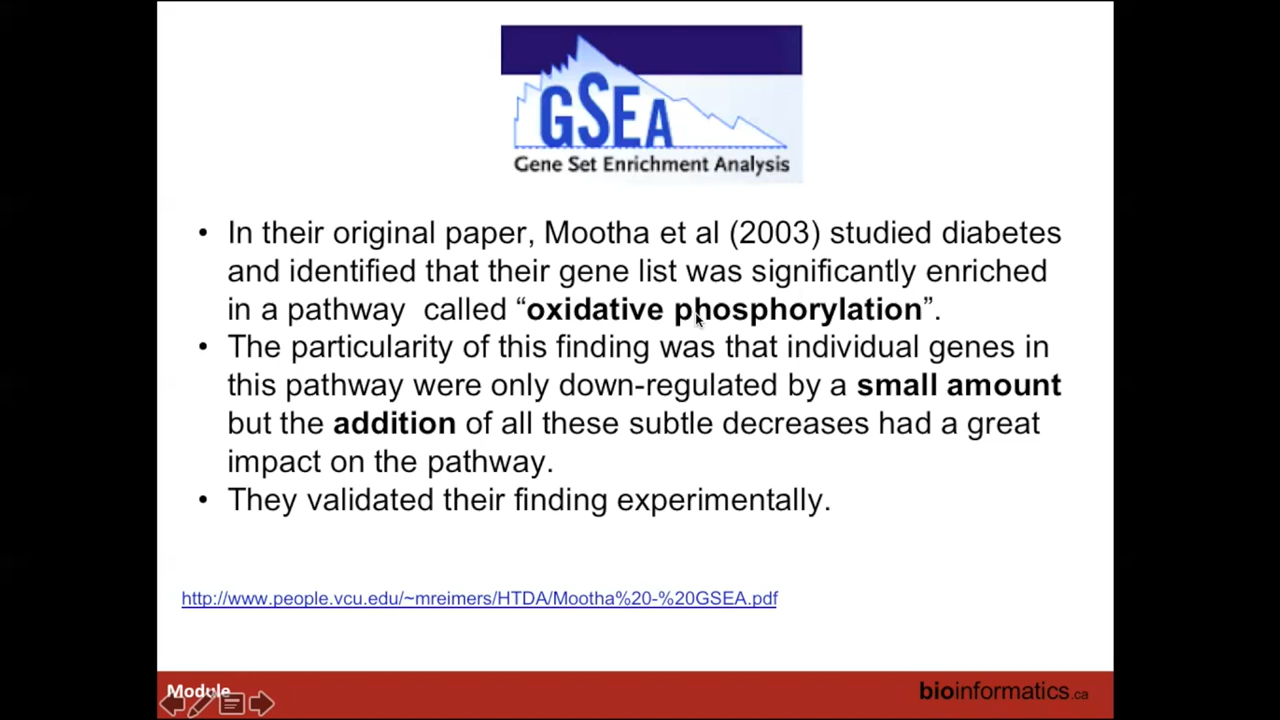 GSEA
Gene Set Enrichment Analysis
• In their original paper, Mootha et al (2003) studied diabetes
and identified that their gene list was significantly enriched
in a pathway called “oxidative phosphorylation”.
• The particularity of this finding was that individual genes in
this pathway were only down-regulated by a small amount
but the addition of all these subtle decreases had a great
impact on the pathway.
• They validated their finding experimentally.
http://www.people.vcu.edu/~mreimers/HTDA/Mootha%20-%20GSEA.pdf
Module
bioinformatics.ca